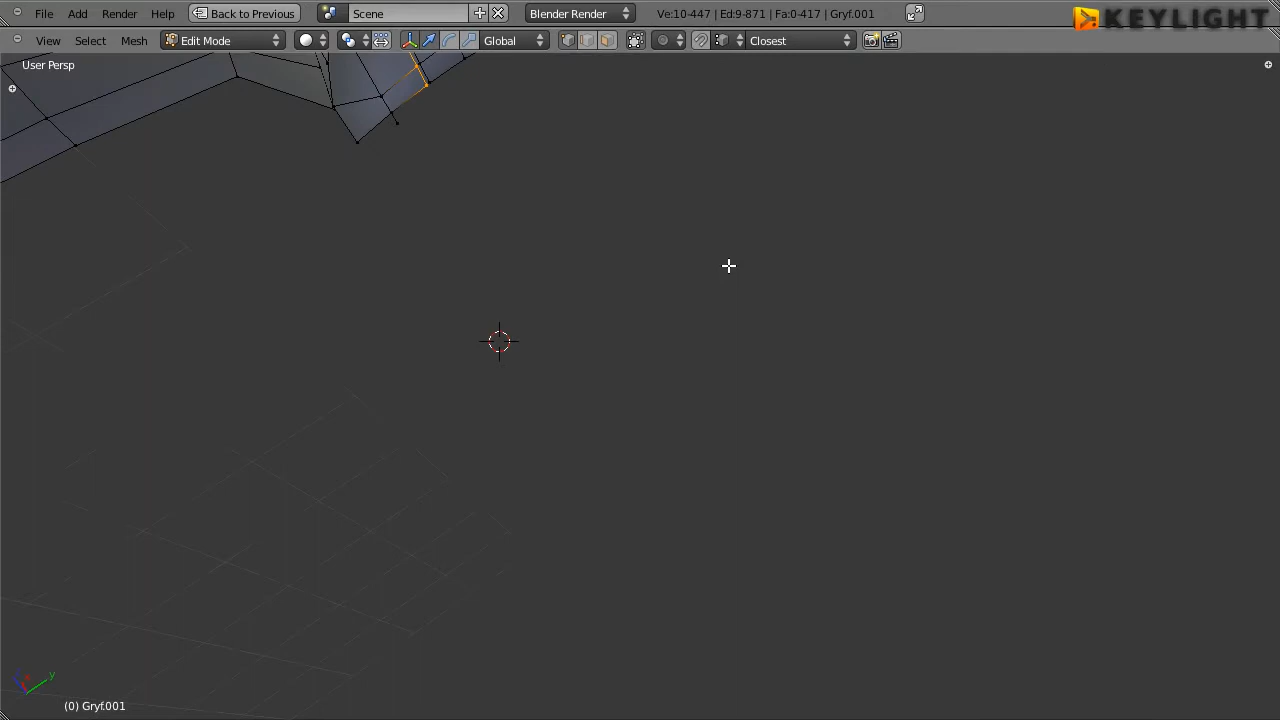 File Add Render Help Back to Previous Scene Blender Render Ve:10-447 | Ed:9-871 | Fa:0-417 | Gryf.001 KEYLIGHT
View Select Mesh Edit Mode Global Closest
User Persp
y
(0) Gryf.001